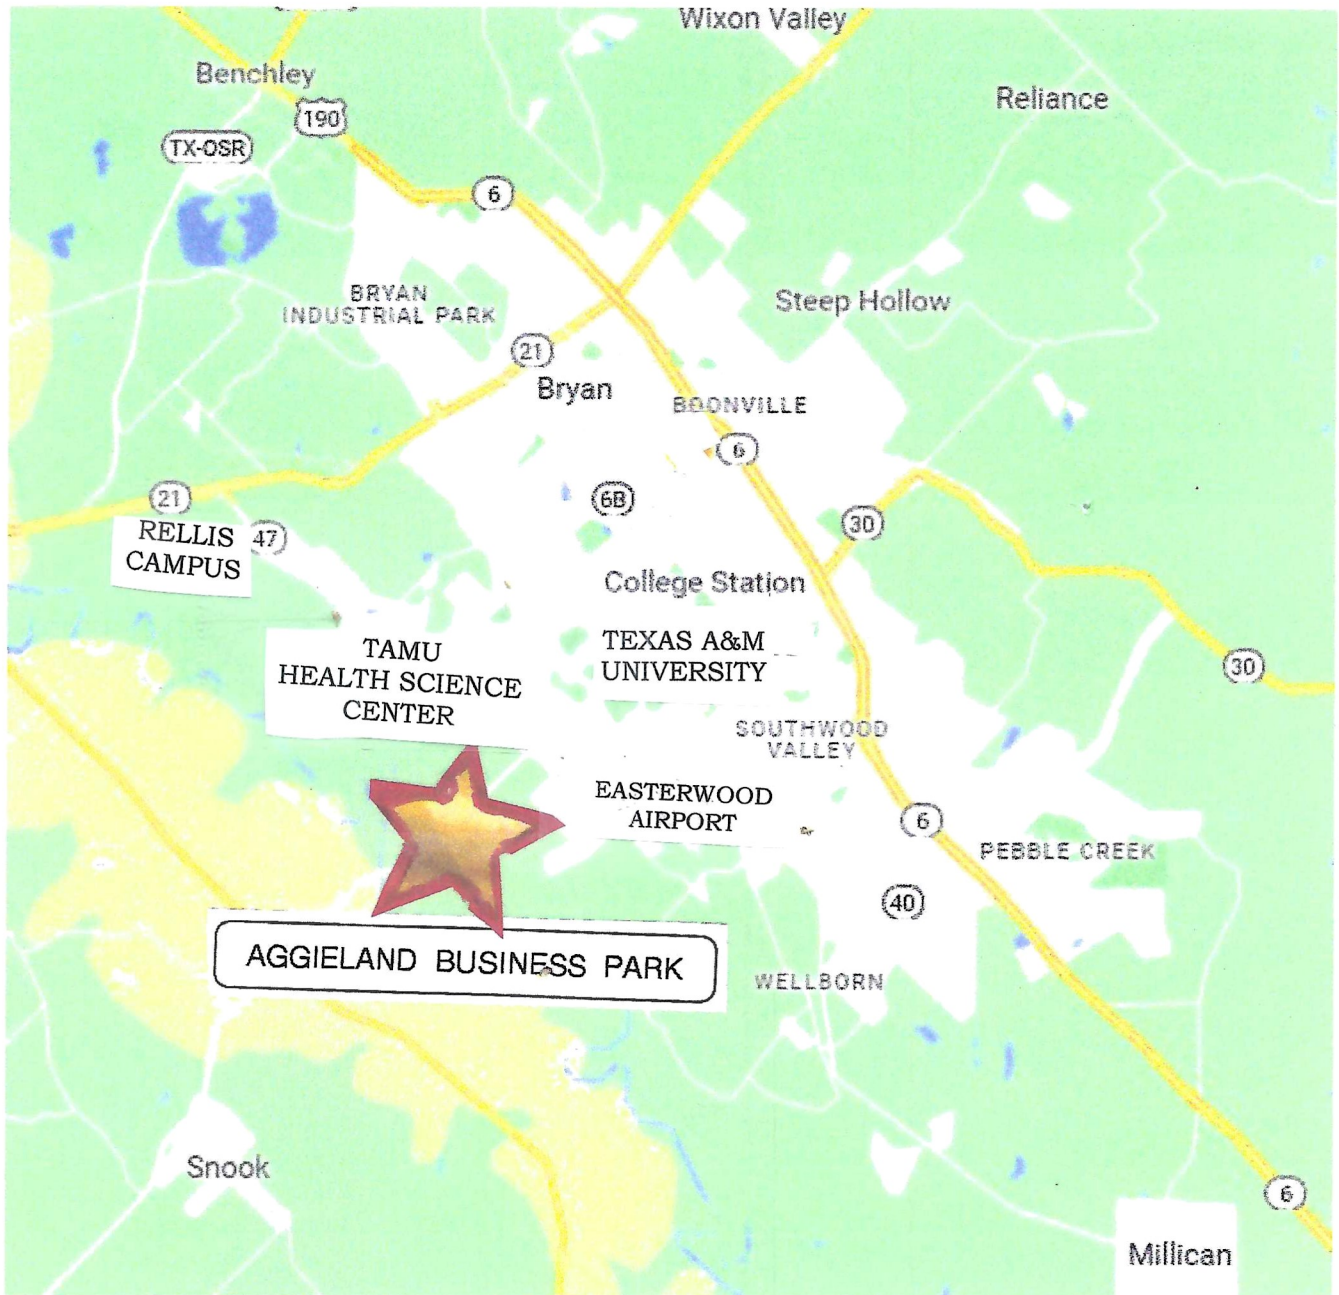 Wixon Valley
Benchley
190
Reliance
TX-OSR
6
BRYAN
INDUSTRIAL PARK
Steep Hollow
21
Bryan
BOONVILLE
6
21
6B
30
RELLIS
CAMPUS
47
College Station
TAMU
HEALTH SCIENCE
CENTER
TEXAS A&M
UNIVERSITY
30
SOUTHWOOD
VALLEY
EASTERWOOD
AIRPORT
6
PEBBLE CREEK
40
AGGIELAND BUSINESS PARK
WELLBORN
Snook
6
Millican